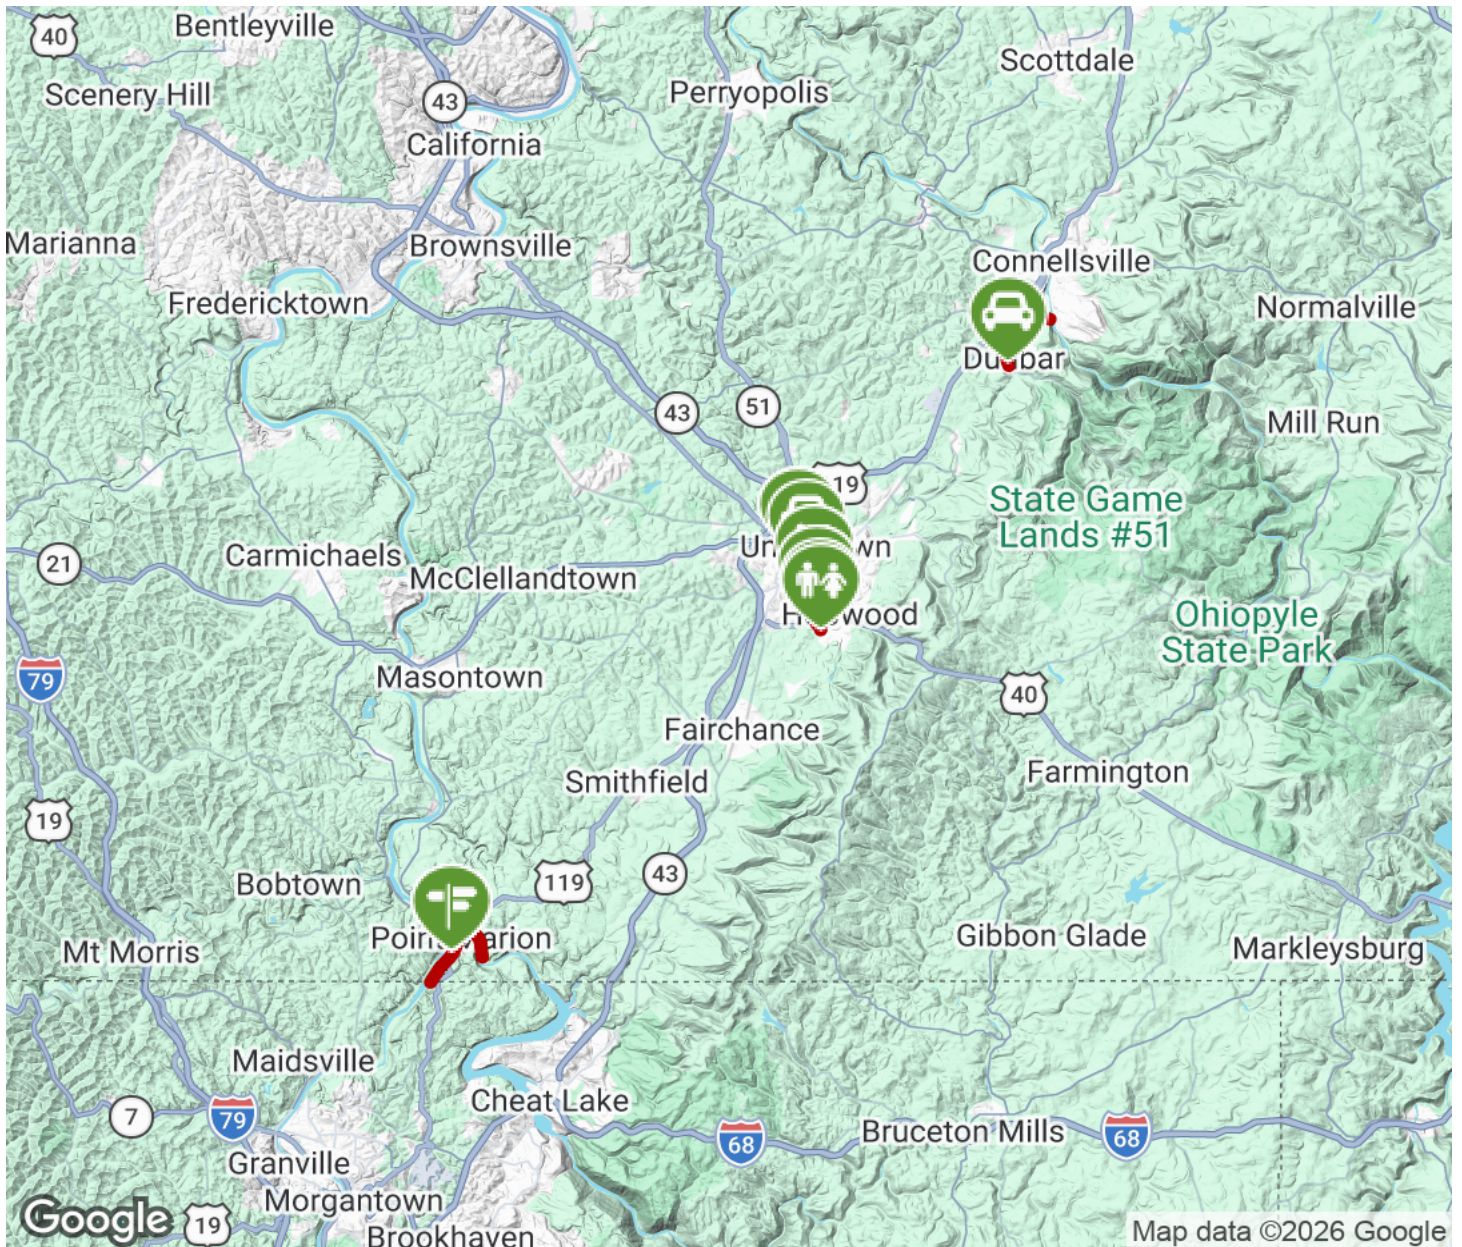 Bentleyville
40
Scottdale
Scenery Hill
Perryopolis
43
California
Marianna
Brownsville
Connellsville
Fredericktown
Normalville
43
51
Mill Run
19
State Game
Lands #51
21
Carmichaels
McClellandtown
Ohiopyle
State Park
79
Masontown
40
Fairchance
Farmington
Smithfield
19
Bobtown
119
43
Mt Morris
Gibbon Glade
Markleysburg
Maidsville
7
79
Cheat Lake
68
Bruceton Mills
68
Granville
Morgantown
Google
19
Brookhaven
Map data ©2026 Google